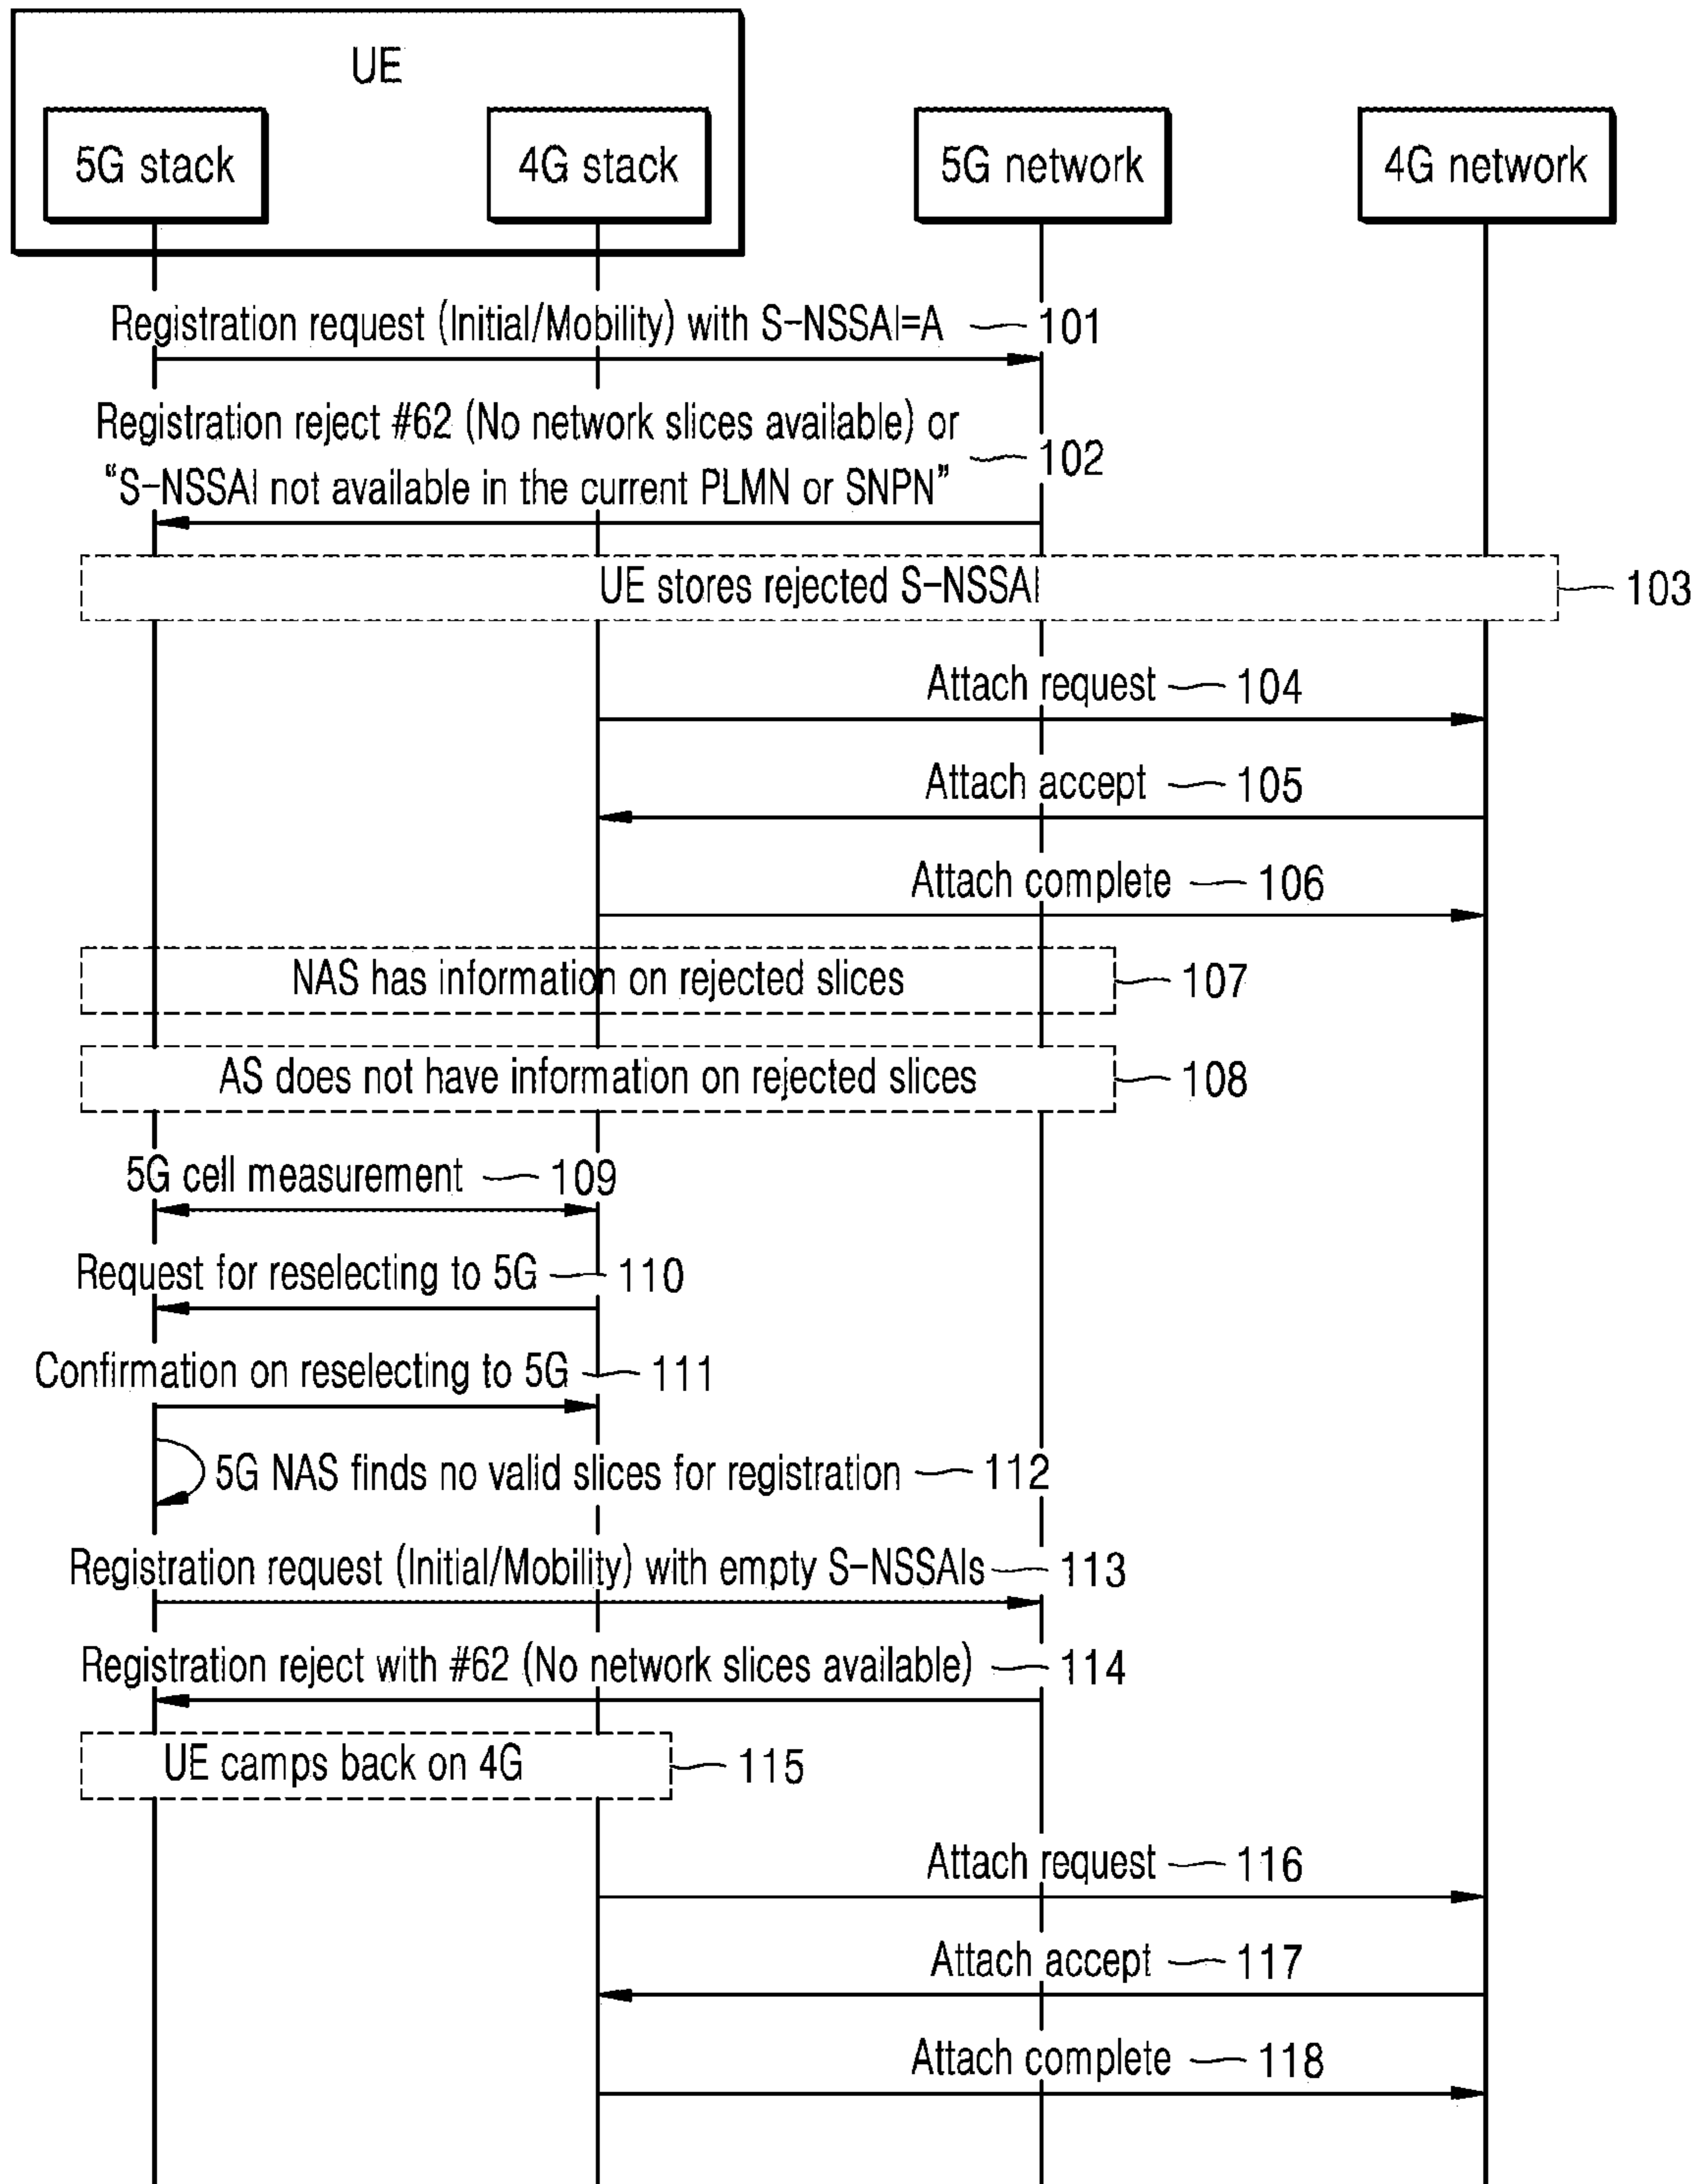 UE
5G stack
4G stack
5G network
4G network
Registration request (Initial/Mobility) with S-NSSAI=A 101
Registration reject #62 (No network slices available) or
"S-NSSAI not available in the current PLMN or SNPN" 102
UE stores rejected S-NSSAI 103
Attach request 104
Attach accept 105
Attach complete 106
NAS has information on rejected slices 107
AS does not have information on rejected slices 108
5G cell measurement 109
Request for reselecting to 5G 110
Confirmation on reselecting to 5G 111
5G NAS finds no valid slices for registration 112
Registration request (Initial/Mobility) with empty S-NSSAIs 113
Registration reject with #62 (No network slices available) 114
UE camps back on 4G 115
Attach request 116
Attach accept 117
Attach complete 118